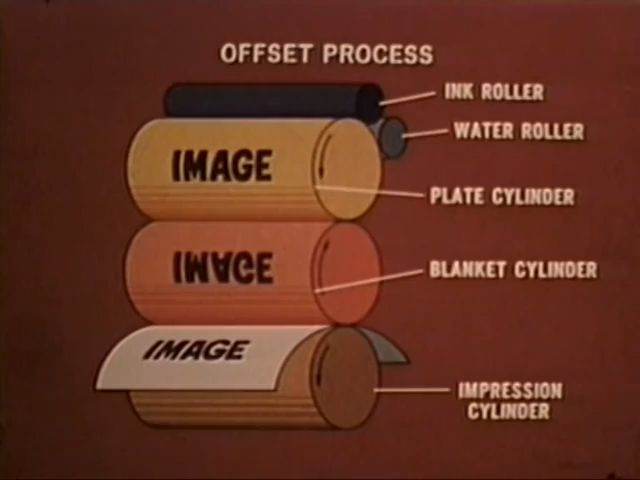 OFFSET PROCESS
INK ROLLER
WATER ROLLER
IMAGE
PLATE CYLINDER
IMAGE
BLANKET CYLINDER
IMAGE
IMPRESSION
CYLINDER